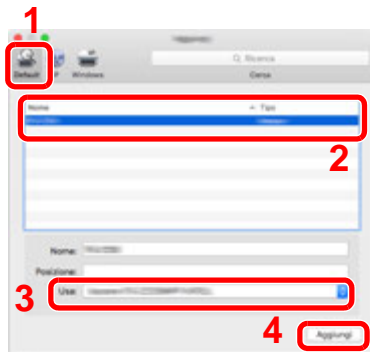 1
Ricerca
Default IP Windows
Cerca
Nome Tipo
2
Nome:
Posizione:
3 Usa:
4 Aggiungi